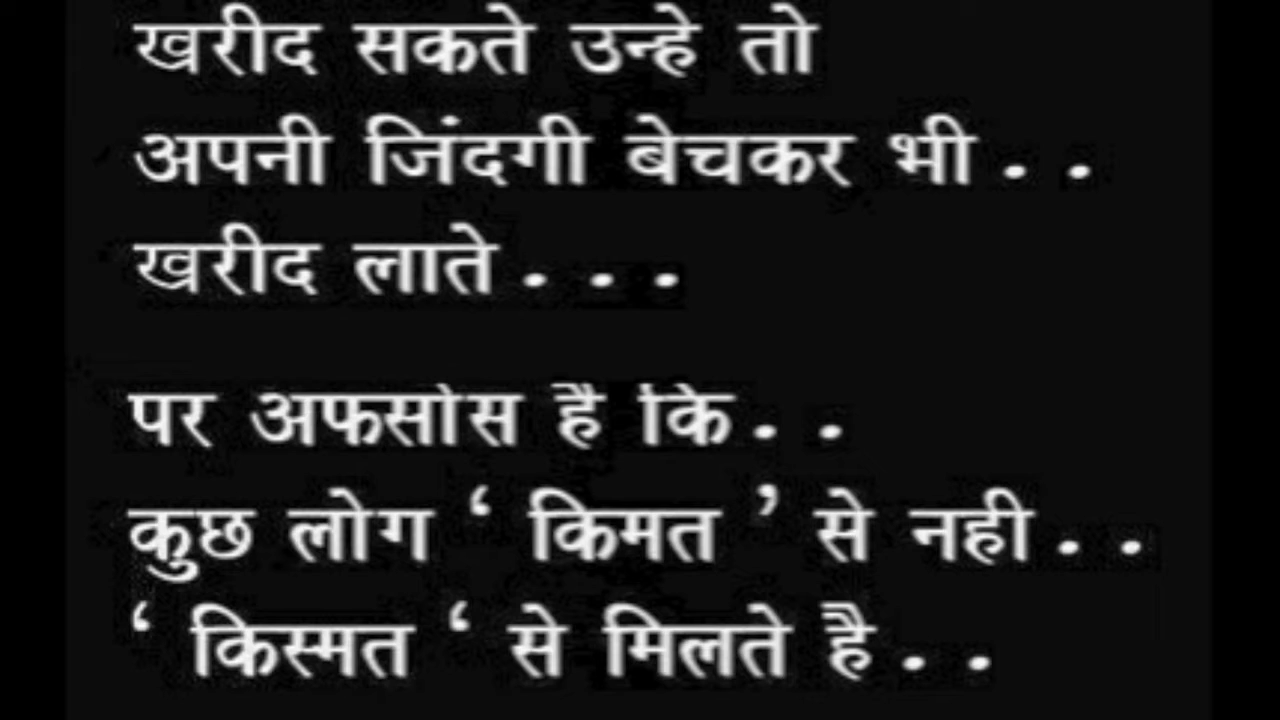 खरीद सकते उन्हे तो
अपनी जिंदगी बेचकर भी . .
खरीद लाते . . .
पर अफसोस है कि . .
कुछ लोग ‘ किमत ’ से नही . .
‘ किस्मत ‘ से मिलते है . .